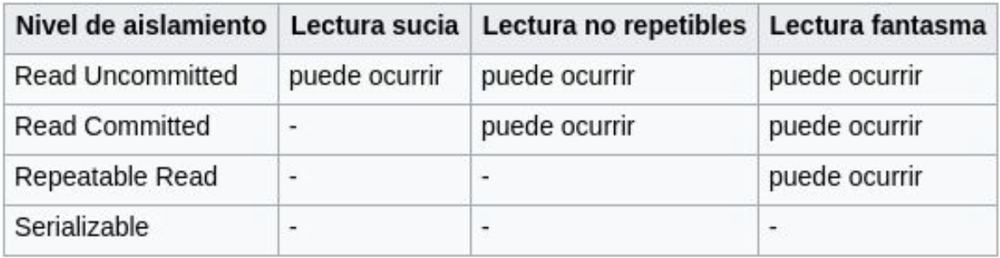 Nivel de aislamiento Lectura sucia Lectura no repetibles Lectura fantasma
Read Uncommitted puede ocurrir puede ocurrir puede ocurrir
Read Committed - puede ocurrir puede ocurrir
Repeatable Read - - puede ocurrir
Serializable - - -